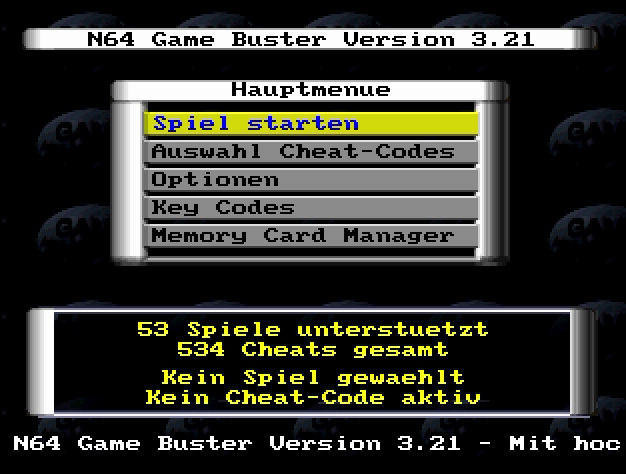 N64 Game Buster Version 3.21
Hauptmenue
Spiel starten
Auswahl Cheat-Codes
Optionen
Key Codes
Memory Card Manager
53 Spiele unterstuetzt
534 Cheats gesamt
Kein Spiel gewaehlt
Kein Cheat-Code aktiv
N64 Game Buster Version 3.21 - Mit hoc